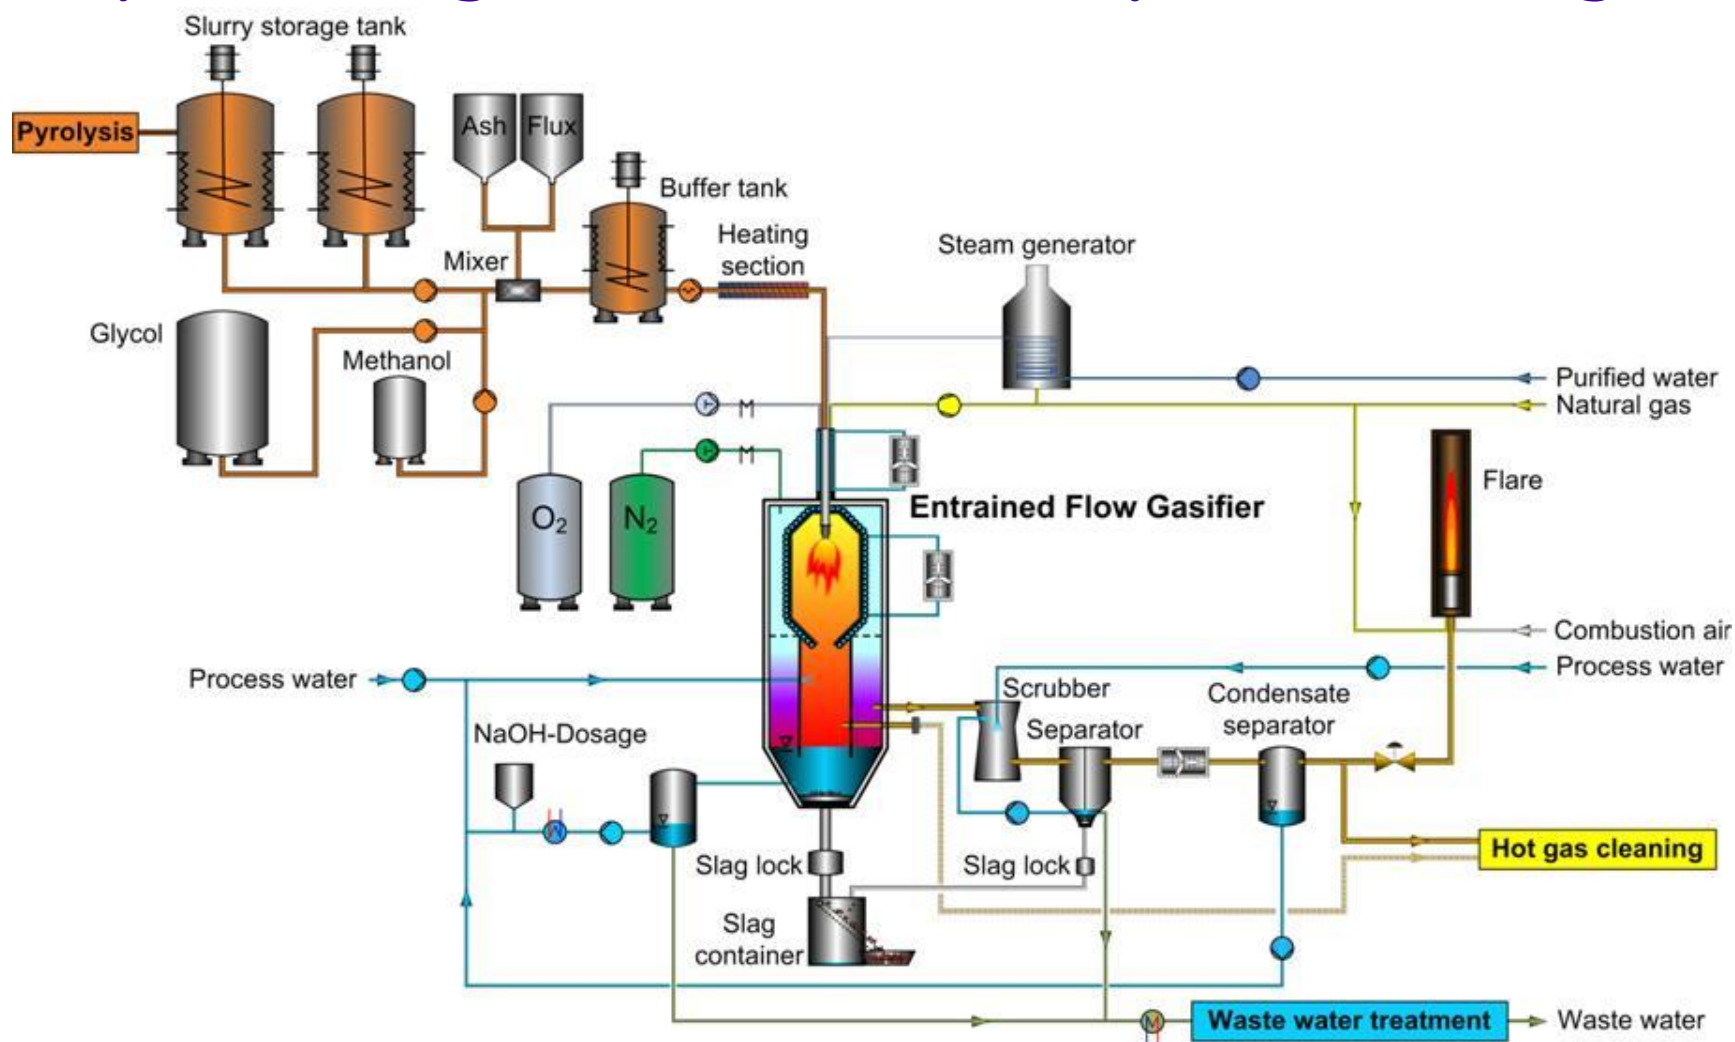 Slurry storage tank
Pyrolysis
Ash
Flux
Buffer tank
Heating
section
Mixer
Steam generator
Glycol
Methanol
Purified water
Natural gas
Flare
O2
N2
Entrained Flow Gasifier
Combustion air
Process water
Process water
Scrubber
Condensate
separator
Separator
NaOH-Dosage
Slag lock
Slag lock
Hot gas cleaning
Slag
container
Waste water treatment
Waste water